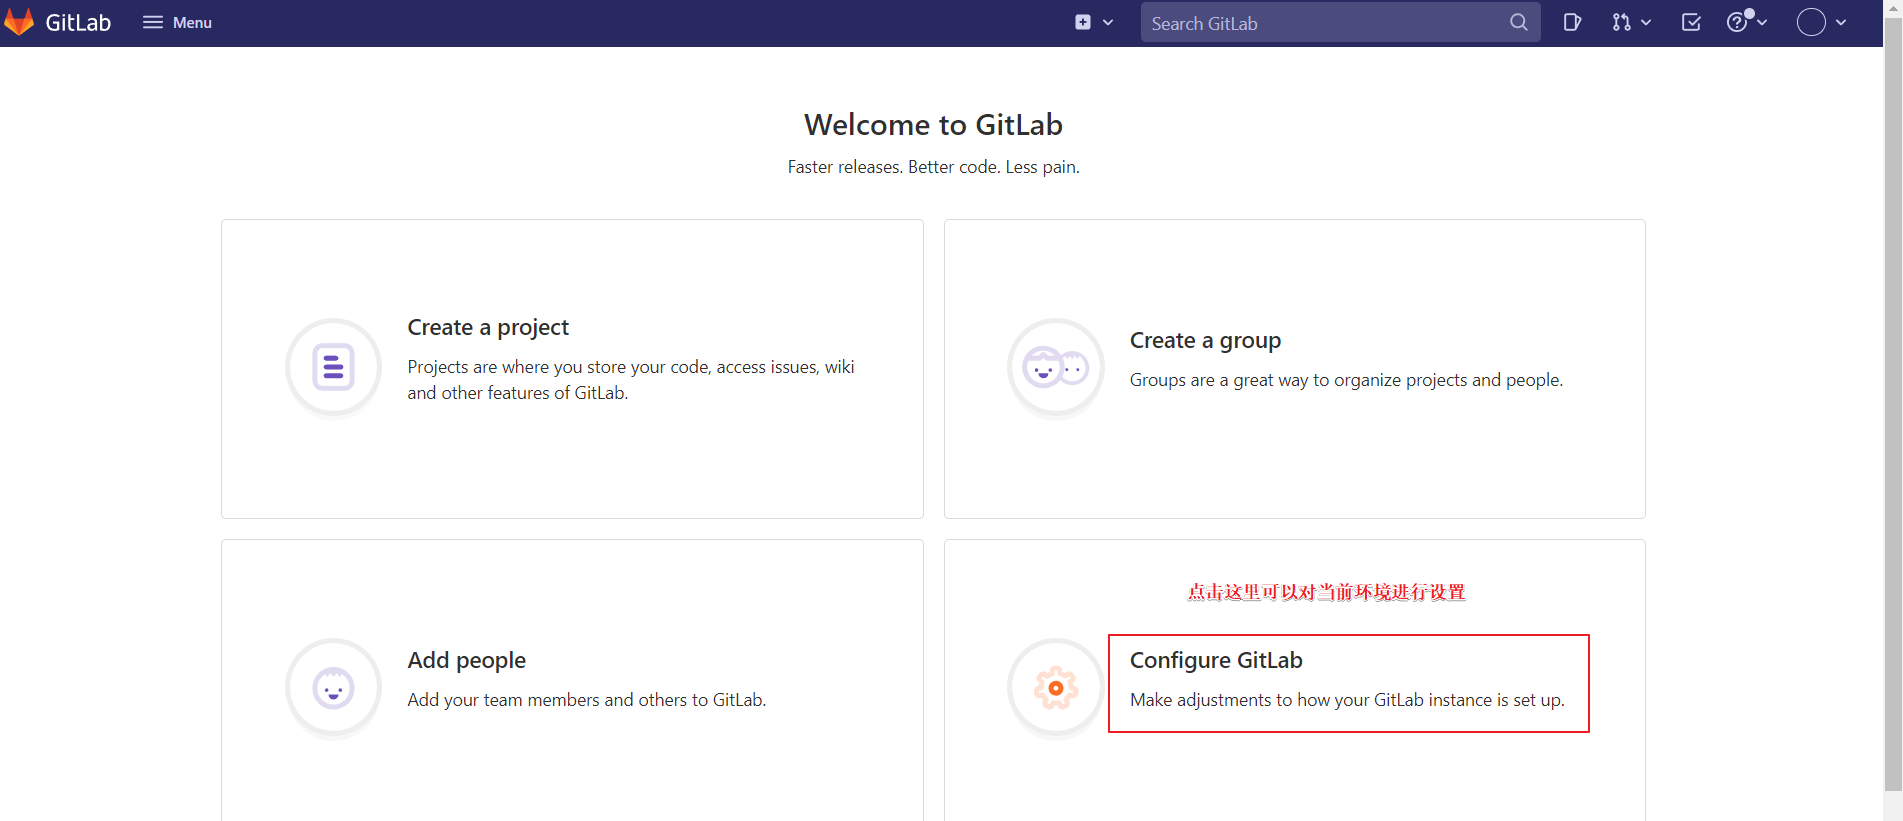 GitLab
Menu
Search GitLab
Welcome to GitLab
Faster releases. Better code. Less pain.
Create a project
Projects are where you store your code, access issues, wiki
and other features of GitLab.
Create a group
Groups are a great way to organize projects and people.
Add people
Add your team members and others to GitLab.
点击这里可以对当前环境进行设置
Configure GitLab
Make adjustments to how your GitLab instance is set up.